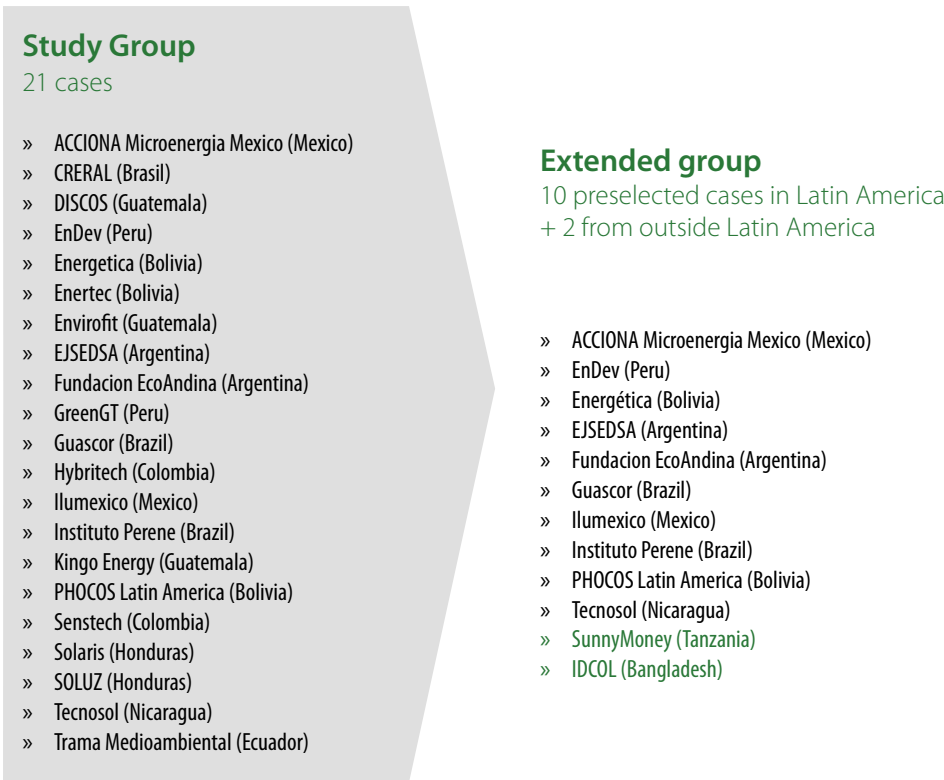 Study Group
21 cases
» ACCIONA Microenergia Mexico (Mexico)
» CRERAL (Brasil)
» DISCOS (Guatemala)
» EnDev (Peru)
» Energetica (Bolivia)
» Enertec (Bolivia)
» Envirofit (Guatemala)
» EJSEDSA (Argentina)
» Fundacion EcoAndina (Argentina)
» GreenGT (Peru)
» Guascor (Brazil)
» Hybritech (Colombia)
» Ilumexico (Mexico)
» Instituto Perene (Brazil)
» Kingo Energy (Guatemala)
» PHOCOS Latin America (Bolivia)
» Senstech (Colombia)
» Solaris (Honduras)
» SOLUZ (Honduras)
» Tecnosol (Nicaragua)
» Trama Medioambiental (Ecuador)
Extended group
10 preselected cases in Latin America
+ 2 from outside Latin America
» ACCIONA Microenergia Mexico (Mexico)
» EnDev (Peru)
» Energética (Bolivia)
» EJSEDSA (Argentina)
» Fundacion EcoAndina (Argentina)
» Guascor (Brazil)
» Ilumexico (Mexico)
» Instituto Perene (Brazil)
» PHOCOS Latin America (Bolivia)
» Tecnosol (Nicaragua)
» SunnyMoney (Tanzania)
» IDCOL (Bangladesh)